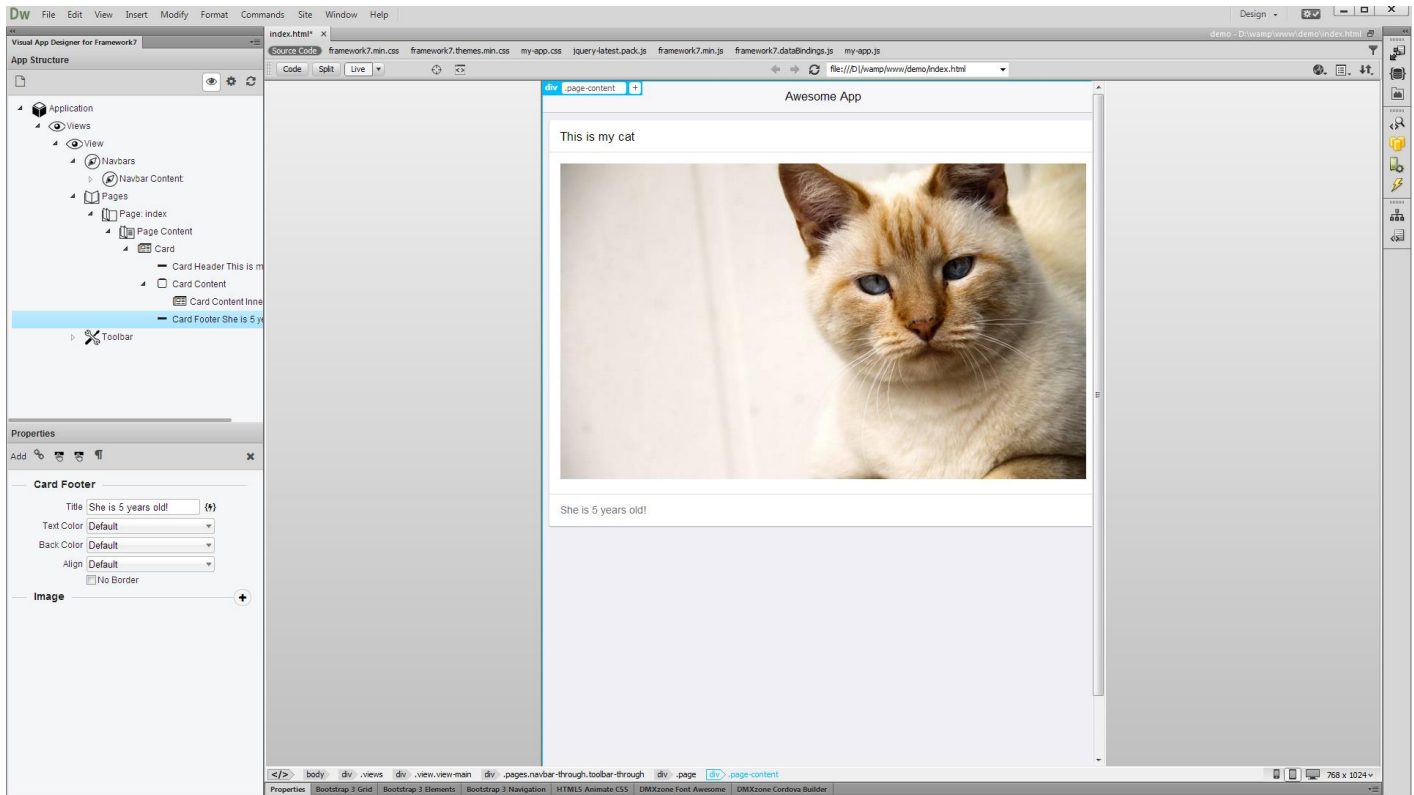 Dw File Edit View Insert Modify Format Commands Site Window Help Design
Visual App Designer for Framework7
index.html* ×
demo - D:\wamp\www\demo\index.html
App Structure
Source Code framework7.min.css framework7.themes.min.css my-app.css jquery-latest.pack.js framework7.min.js framework7.dataBindings.js my-app.js
Code Split Live
file:///D|/wamp/www/demo/index.html
Application
Views
View
Navbars
Navbar Content:
Pages
Page: index
Page Content
Card
Card Header This is m
Card Content
Card Content Inne
Card Footer She is 5 ye
Toolbar
div .page-content +
Awesome App
This is my cat
She is 5 years old!
Properties
Add
Card Footer
Title She is 5 years old!
Text Color Default
Back Color Default
Align Default
No Border
Image
</> body div .views div .view.view-main div .pages.navbar-through.toolbar-through div .page div .page-content
768 x 1024
Properties Bootstrap 3 Grid Bootstrap 3 Elements Bootstrap 3 Navigation HTML5 Animate CSS DMXzone Font Awesome DMXzone Cordova Builder